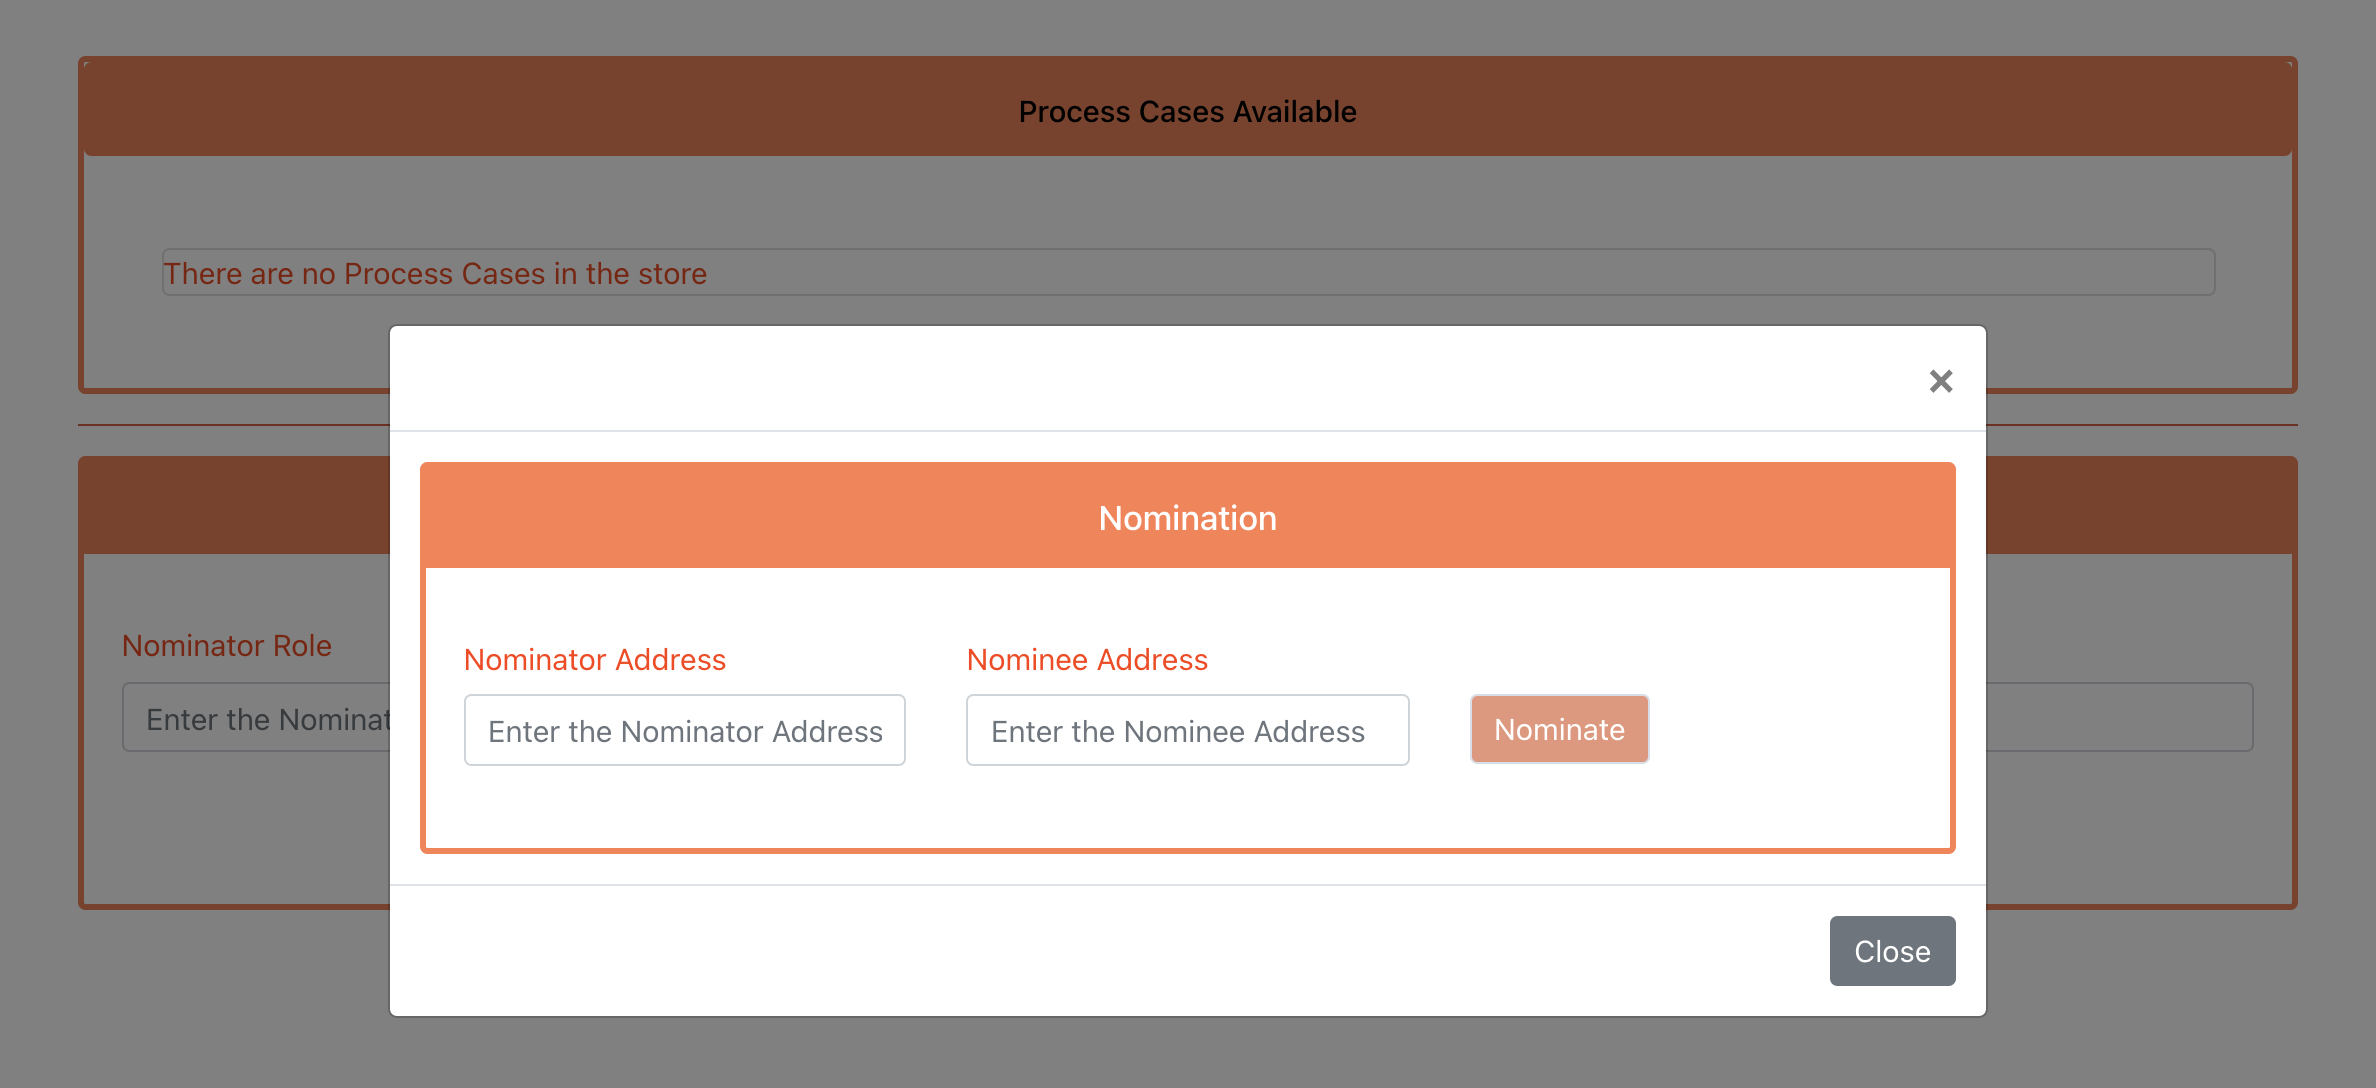 Process Cases Available
There are no Process Cases in the store
×
Nomination
Nominator Role
Enter the Nominat
Nominator Address
Nominee Address
Enter the Nominator Address
Enter the Nominee Address
Nominate
Close